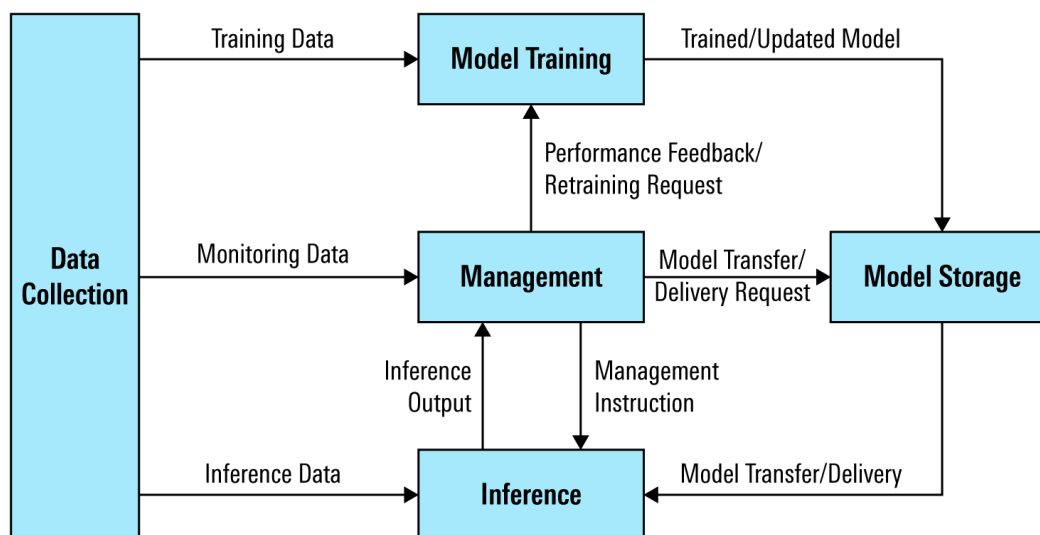 Training Data
Model Training
Trained/Updated Model
Performance Feedback/
Retraining Request
Data
Collection
Monitoring Data
Management
Model Transfer/
Delivery Request
Model Storage
Inference
Output
Management
Instruction
Inference Data
Inference
Model Transfer/Delivery